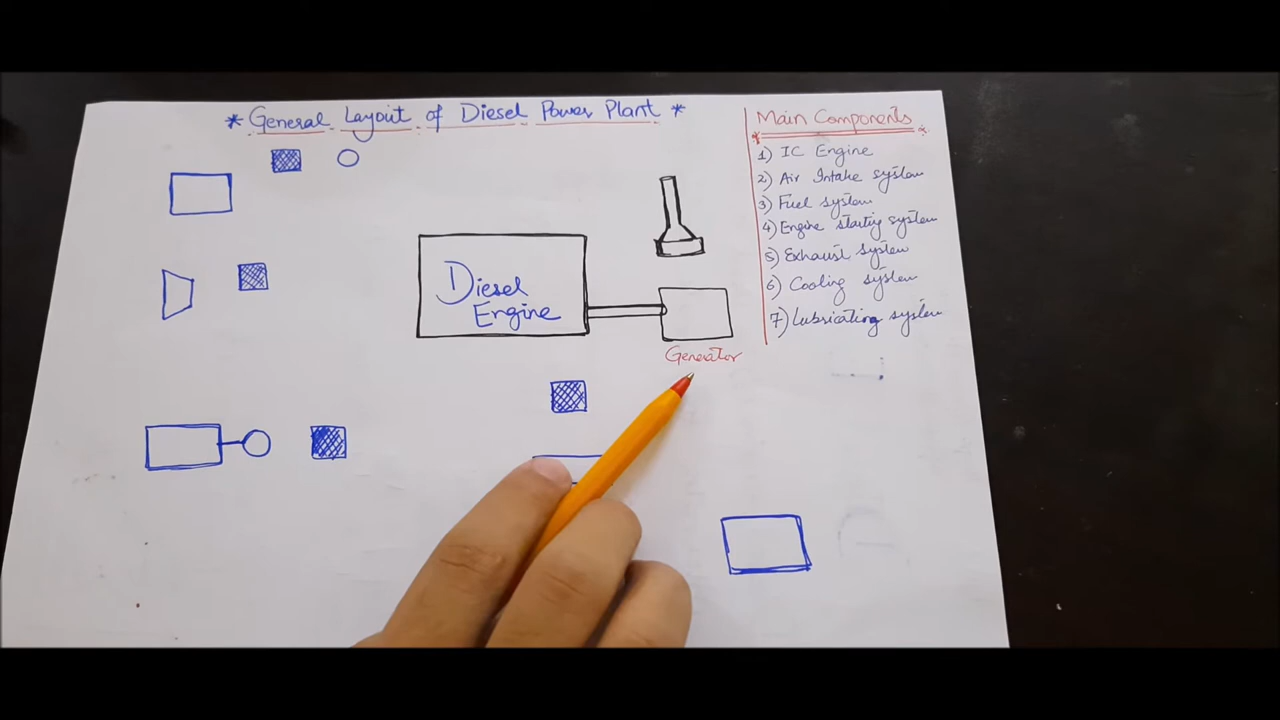 * General Layout of Diesel Power Plant *
Main Components
1) IC Engine
2) Air Intake system
3) Fuel system
4) Engine starting system
5) Exhaust system
6) Cooling system
7) Lubricating system
Diesel
Engine
Generator